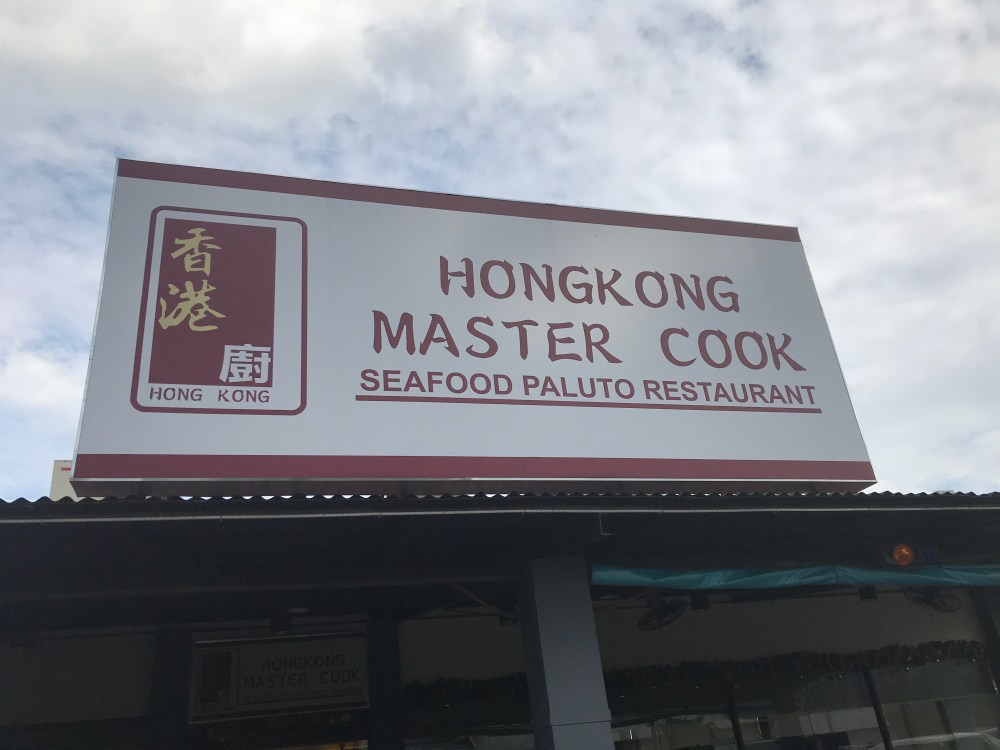 香港
廚
HONG KONG
HONGKONG
MASTER COOK
SEAFOOD PALUTO RESTAURANT
HONGKONG
MASTER COOK